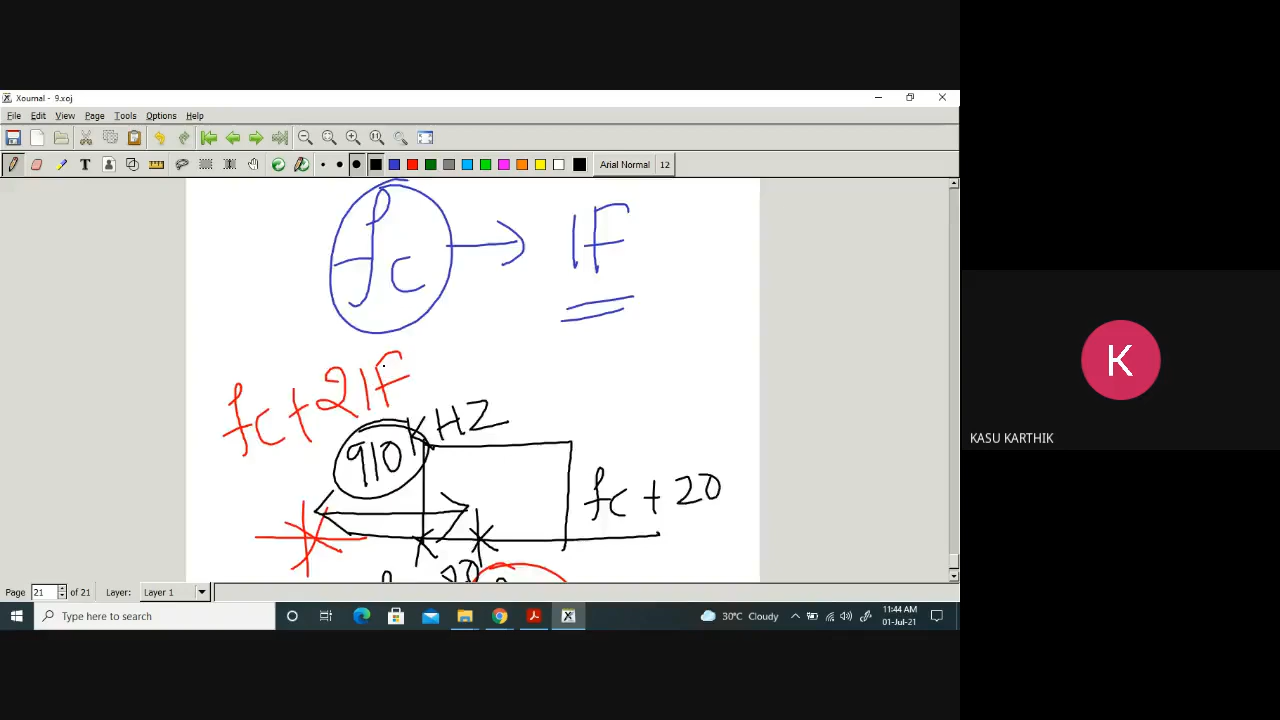 Xournal - 9.xoj
File Edit View Page Tools Options Help
Arial Normal 12
fc → IF
fc+2IF
910 KHZ
fc+20
Page 21 of 21 Layer: Layer 1
Type here to search
30°C Cloudy
11:44 AM
01-Jul-21
K
KASU KARTHIK